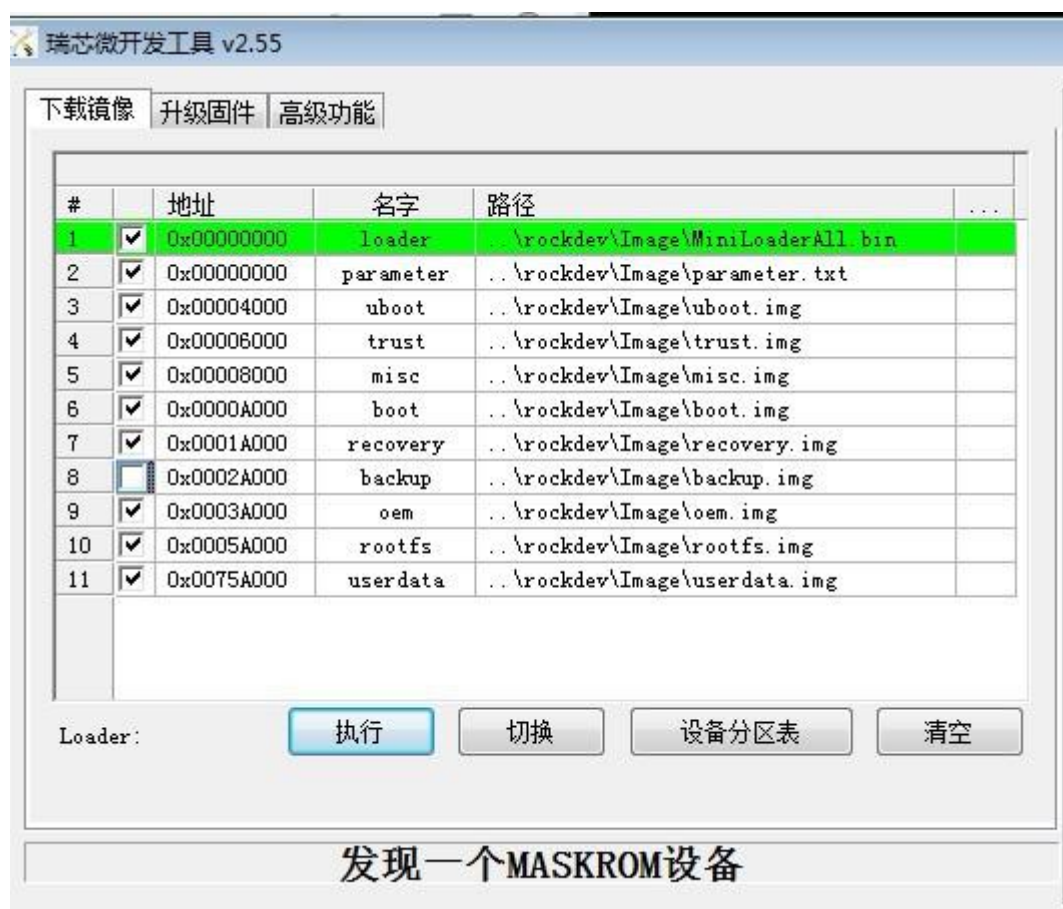 瑞芯微开发工具 v2.55
下载镜像 升级固件 高级功能
# 地址 名字 路径 ...
1 0x00000000 loader ..\rockdev\Image\MiniLoaderAll.bin
2 0x00000000 parameter ..\rockdev\Image\parameter.txt
3 0x00004000 uboot ..\rockdev\Image\uboot.img
4 0x00006000 trust ..\rockdev\Image\trust.img
5 0x00008000 misc ..\rockdev\Image\misc.img
6 0x0000A000 boot ..\rockdev\Image\boot.img
7 0x0001A000 recovery ..\rockdev\Image\recovery.img
8 0x0002A000 backup ..\rockdev\Image\backup.img
9 0x0003A000 oem ..\rockdev\Image\oem.img
10 0x0005A000 rootfs ..\rockdev\Image\rootfs.img
11 0x0075A000 userdata ..\rockdev\Image\userdata.img
Loader: 执行 切换 设备分区表 清空
发现一个MASKROM设备